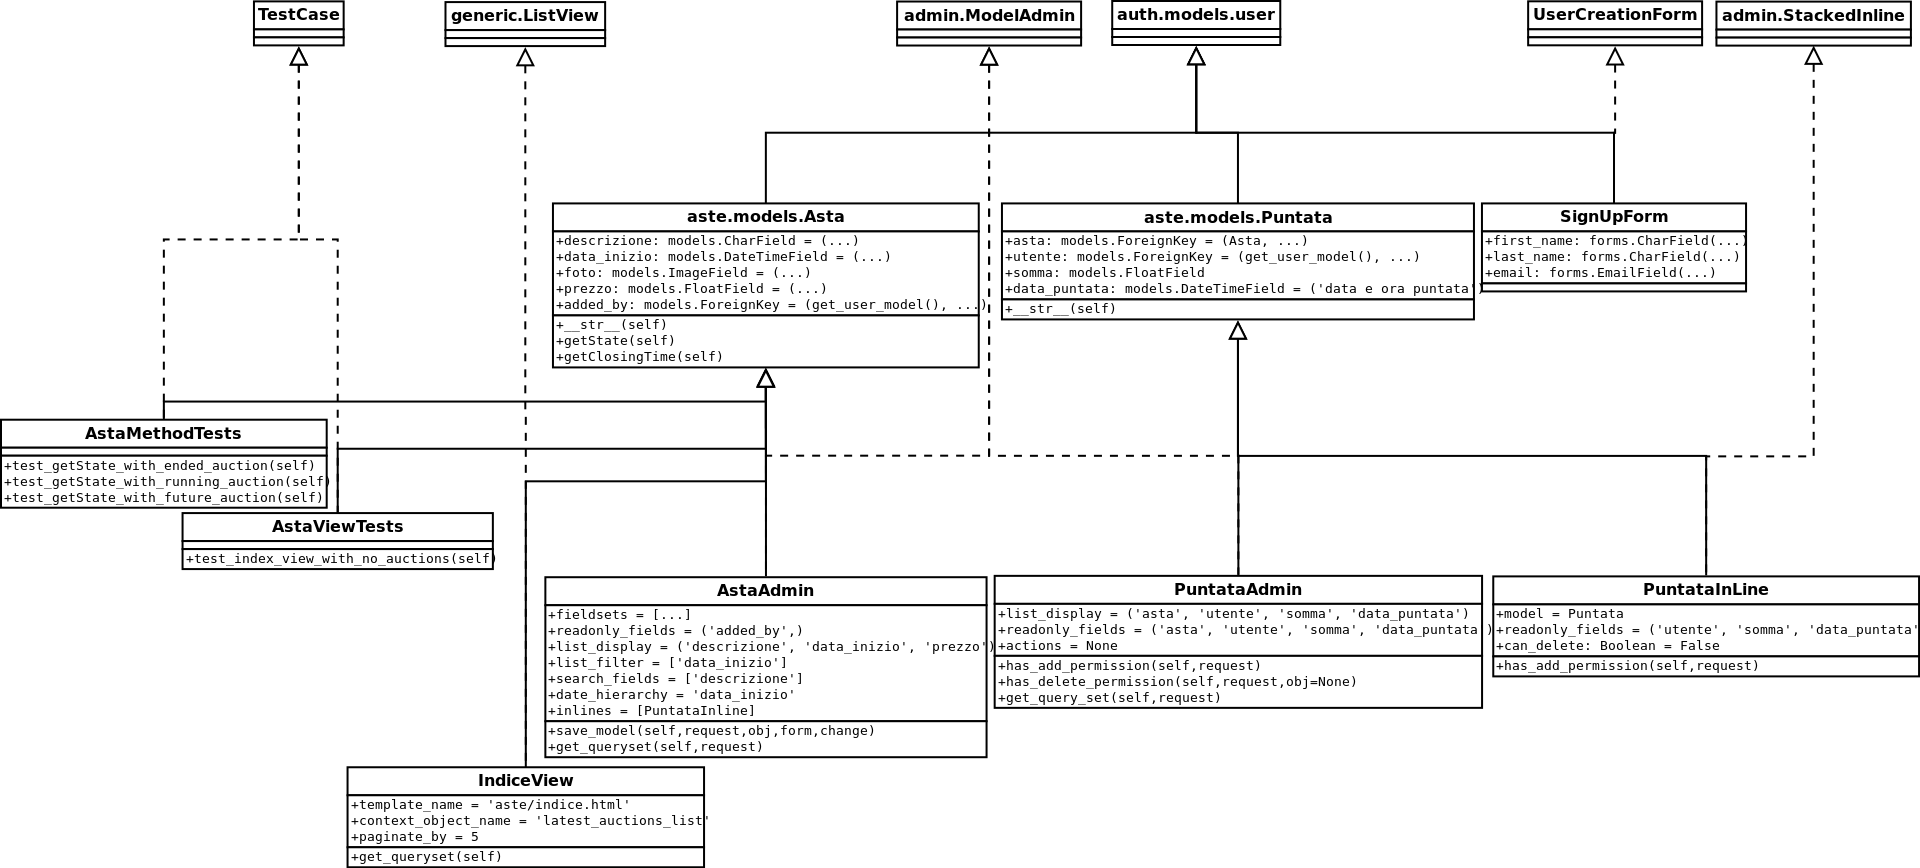 TestCase
generic.ListView
admin.ModelAdmin
auth.models.user
UserCreationForm
admin.StackedInline
aste.models.Asta
+descrizione: models.CharField = (...)
+data_inizio: models.DateTimeField = (...)
+foto: models.ImageField = (...)
+prezzo: models.FloatField = (...)
+added_by: models.ForeignKey = (get_user_model(), ...)
+__str__(self)
+getState(self)
+getClosingTime(self)
aste.models.Puntata
+asta: models.ForeignKey = (Asta, ...)
+utente: models.ForeignKey = (get_user_model(), ...)
+somma: models.FloatField
+data_puntata: models.DateTimeField = ('data e ora puntata')
+__str__(self)
SignUpForm
+first_name: forms.CharField(...)
+last_name: forms.CharField(...)
+email: forms.EmailField(...)
AstaMethodTests
+test_getState_with_ended_auction(self)
+test_getState_with_running_auction(self)
+test_getState_with_future_auction(self)
AstaViewTests
+test_index_view_with_no_auctions(self)
AstaAdmin
+fieldsets = [...]
+readonly_fields = ('added_by',)
+list_display = ('descrizione', 'data_inizio', 'prezzo')
+list_filter = ['data_inizio']
+search_fields = ['descrizione']
+date_hierarchy = 'data_inizio'
+inlines = [PuntataInline]
+save_model(self,request,obj,form,change)
+get_queryset(self,request)
PuntataAdmin
+list_display = ('asta', 'utente', 'somma', 'data_puntata')
+readonly_fields = ('asta', 'utente', 'somma', 'data_puntata')
+actions = None
+has_add_permission(self,request)
+has_delete_permission(self,request,obj=None)
+get_query_set(self,request)
PuntataInLine
+model = Puntata
+readonly_fields = ('utente', 'somma', 'data_puntata'
+can_delete: Boolean = False
+has_add_permission(self,request)
IndiceView
+template_name = 'aste/indice.html'
+context_object_name = 'latest_auctions_list'
+paginate_by = 5
+get_queryset(self)